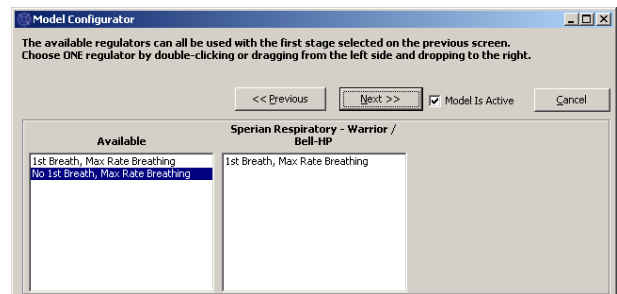 Model Configurator
The available regulators can all be used with the first stage selected on the previous screen.
Choose ONE regulator by double-clicking or dragging from the left side and dropping to the right.
<< Previous
Next >>
Model Is Active
Cancel
Available
Sperian Respiratory - Warrior /
Bell-HP
1st Breath, Max Rate Breathing
No 1st Breath, Max Rate Breathing
1st Breath, Max Rate Breathing